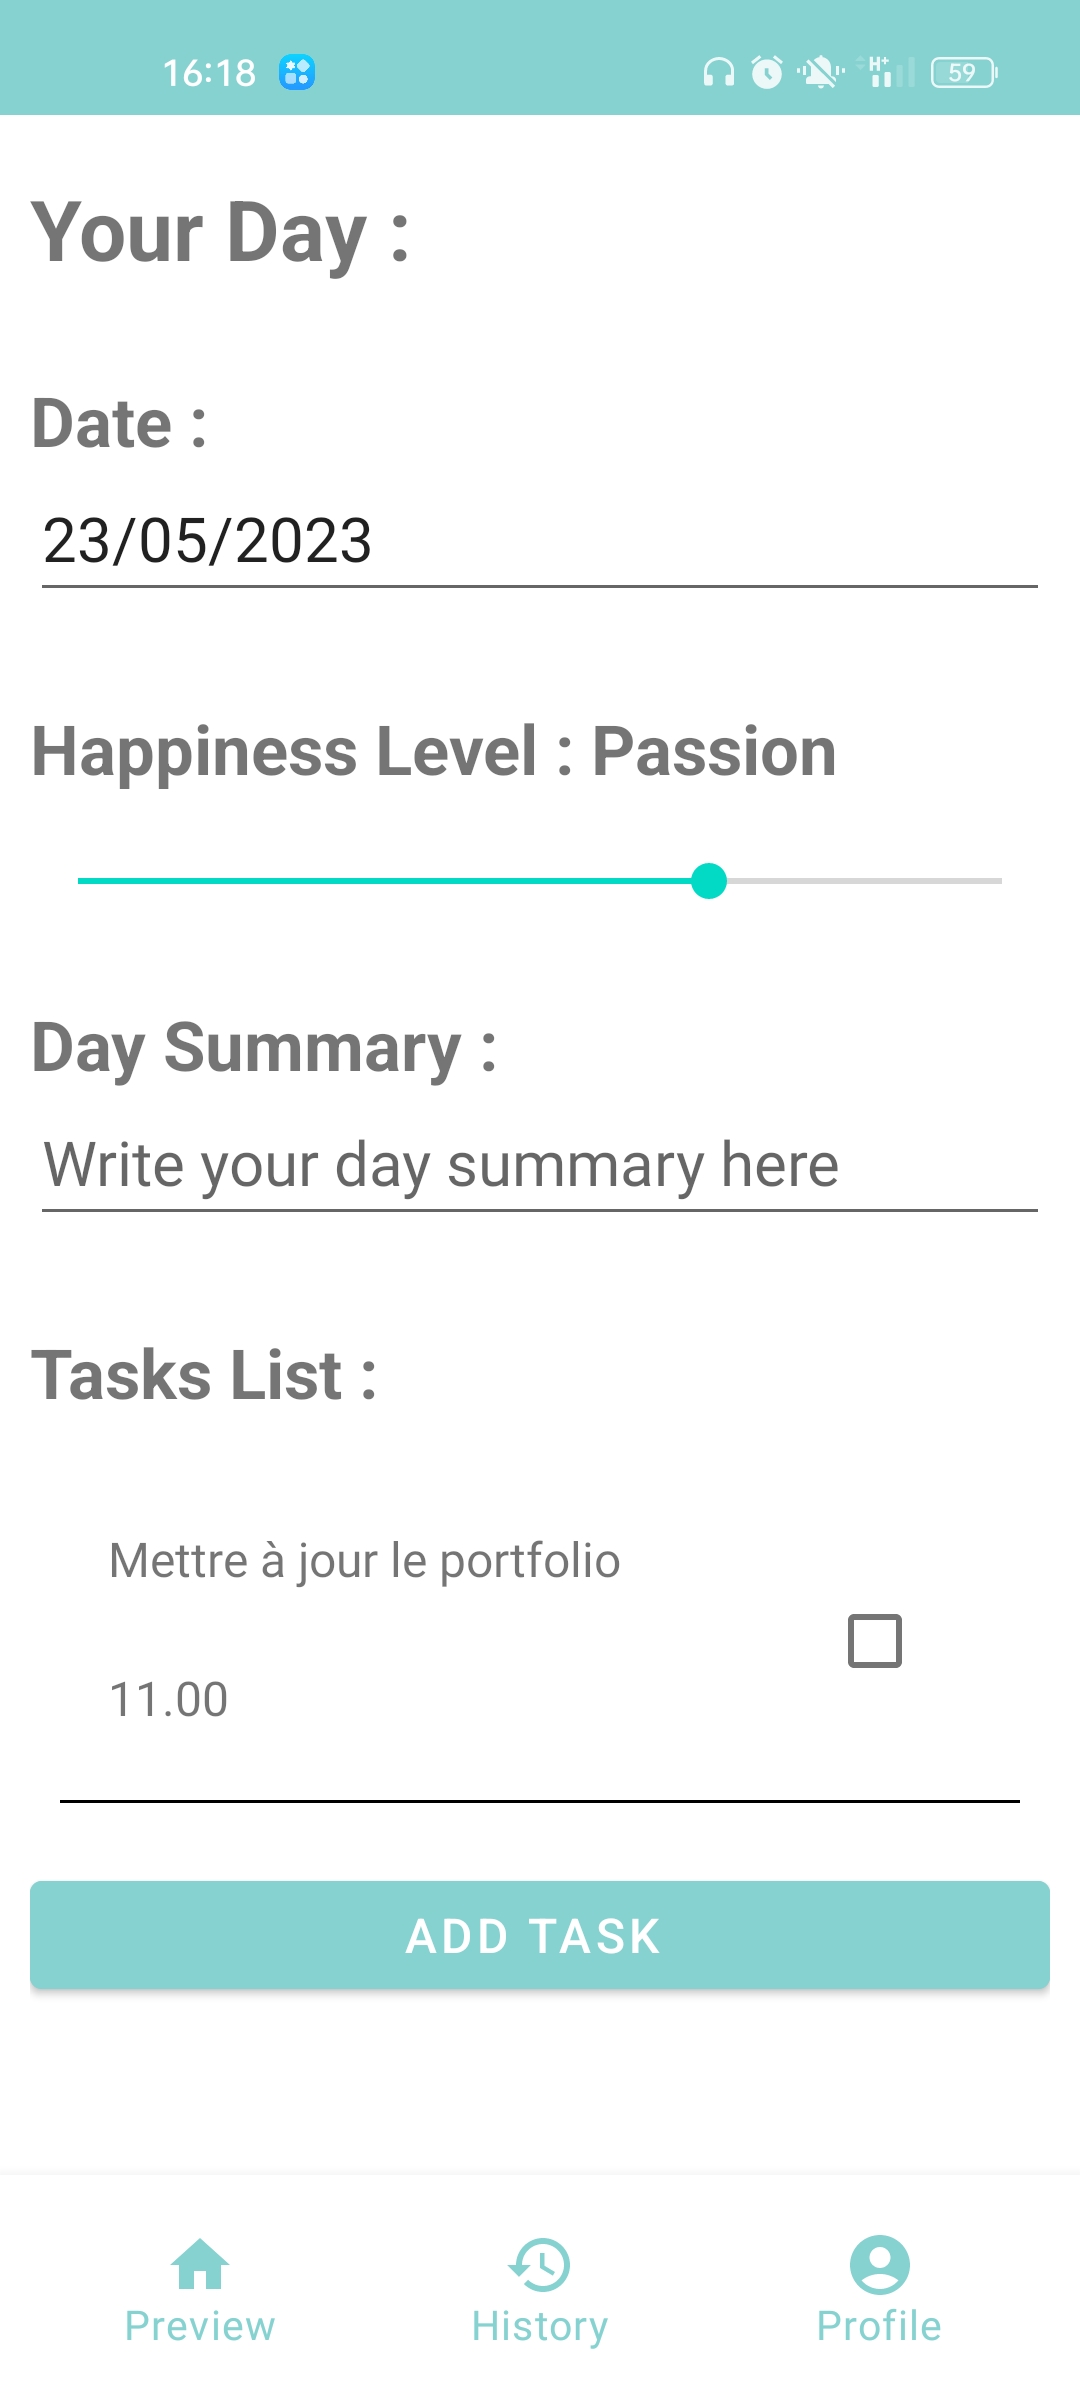 16:18
H+
59
Your Day :
Date :
23/05/2023
Happiness Level : Passion
Day Summary :
Write your day summary here
Tasks List :
Mettre à jour le portfolio
11.00
ADD TASK
Preview
History
Profile